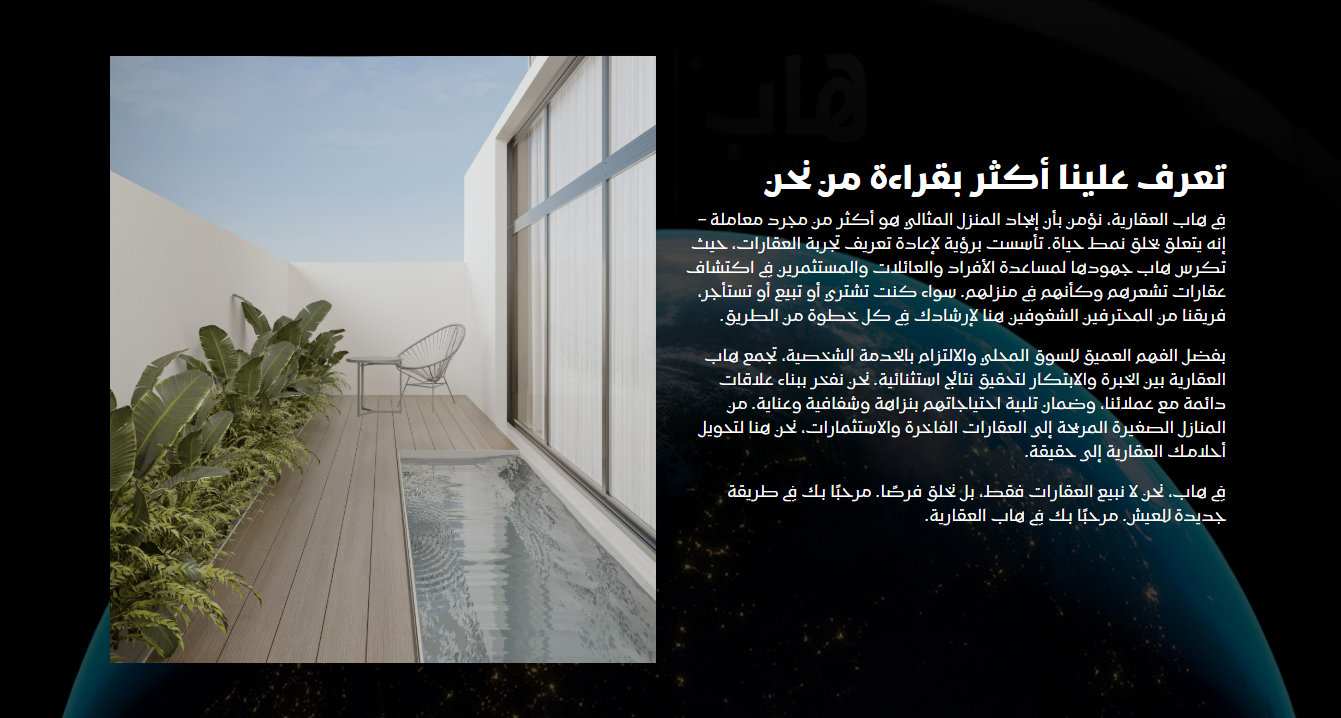 هاب
تعرف علينا أكثر بقراءة من نحن
في هاب العقارية، نؤمن بأن إيجاد المنزل المثالي هو أكثر من مجرد معاملة –
إنه يتعلق بخلق نمط حياة. تأسست برؤية لإعادة تعريف تجربة العقارات، حيث
تكرس هاب جهودها لمساعدة الأفراد والعائلات والمستثمرين في اكتشاف
عقارات تشعرهم وكأنهم في منزلهم. سواء كنت تشتري أو تبيع أو تستأجر،
فريقنا من المحترفين الشغوفين هنا لإرشادك في كل خطوة من الطريق.
بفضل الفهم العميق للسوق المحلي والالتزام بالخدمة الشخصية، تجمع هاب
العقارية بين الخبرة والابتكار لتحقيق نتائج استثنائية. نحن نفخر ببناء علاقات
دائمة مع عملائنا، وضمان تلبية احتياجاتهم بنزاهة وشفافية وعناية. من
المنازل الصغيرة المريحة إلى العقارات الفاخرة والاستثمارات، نحن هنا لتحويل
أحلامك العقارية إلى حقيقة.
في هاب، نحن لا نبيع العقارات فقط، بل نخلق فرصًا. مرحبًا بك في طريقة
جديدة للعيش. مرحبًا بك في هاب العقارية.